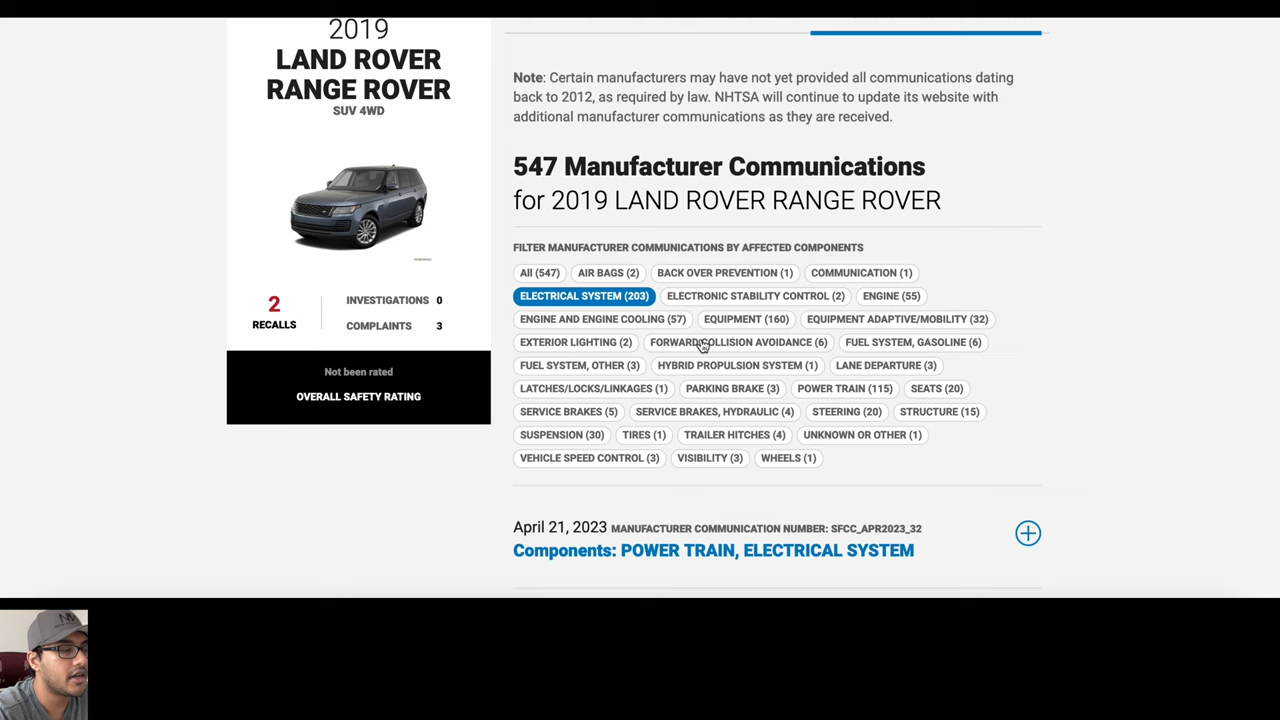 2019
LAND ROVER
RANGE ROVER
SUV 4WD
2
RECALLS
INVESTIGATIONS 0
COMPLAINTS 3
Not been rated
OVERALL SAFETY RATING
Note: Certain manufacturers may have not yet provided all communications dating
back to 2012, as required by law. NHTSA will continue to update its website with
additional manufacturer communications as they are received.
547 Manufacturer Communications
for 2019 LAND ROVER RANGE ROVER
FILTER MANUFACTURER COMMUNICATIONS BY AFFECTED COMPONENTS
All (547) AIR BAGS (2) BACK OVER PREVENTION (1) COMMUNICATION (1)
ELECTRICAL SYSTEM (203) ELECTRONIC STABILITY CONTROL (2) ENGINE (55)
ENGINE AND ENGINE COOLING (57) EQUIPMENT (160) EQUIPMENT ADAPTIVE/MOBILITY (32)
EXTERIOR LIGHTING (2) FORWARD COLLISION AVOIDANCE (6) FUEL SYSTEM, GASOLINE (6)
FUEL SYSTEM, OTHER (3) HYBRID PROPULSION SYSTEM (1) LANE DEPARTURE (3)
LATCHES/LOCKS/LINKAGES (1) PARKING BRAKE (3) POWER TRAIN (115) SEATS (20)
SERVICE BRAKES (5) SERVICE BRAKES, HYDRAULIC (4) STEERING (20) STRUCTURE (15)
SUSPENSION (30) TIRES (1) TRAILER HITCHES (4) UNKNOWN OR OTHER (1)
VEHICLE SPEED CONTROL (3) VISIBILITY (3) WHEELS (1)
April 21, 2023 MANUFACTURER COMMUNICATION NUMBER: SFCC_APR2023_32
Components: POWER TRAIN, ELECTRICAL SYSTEM